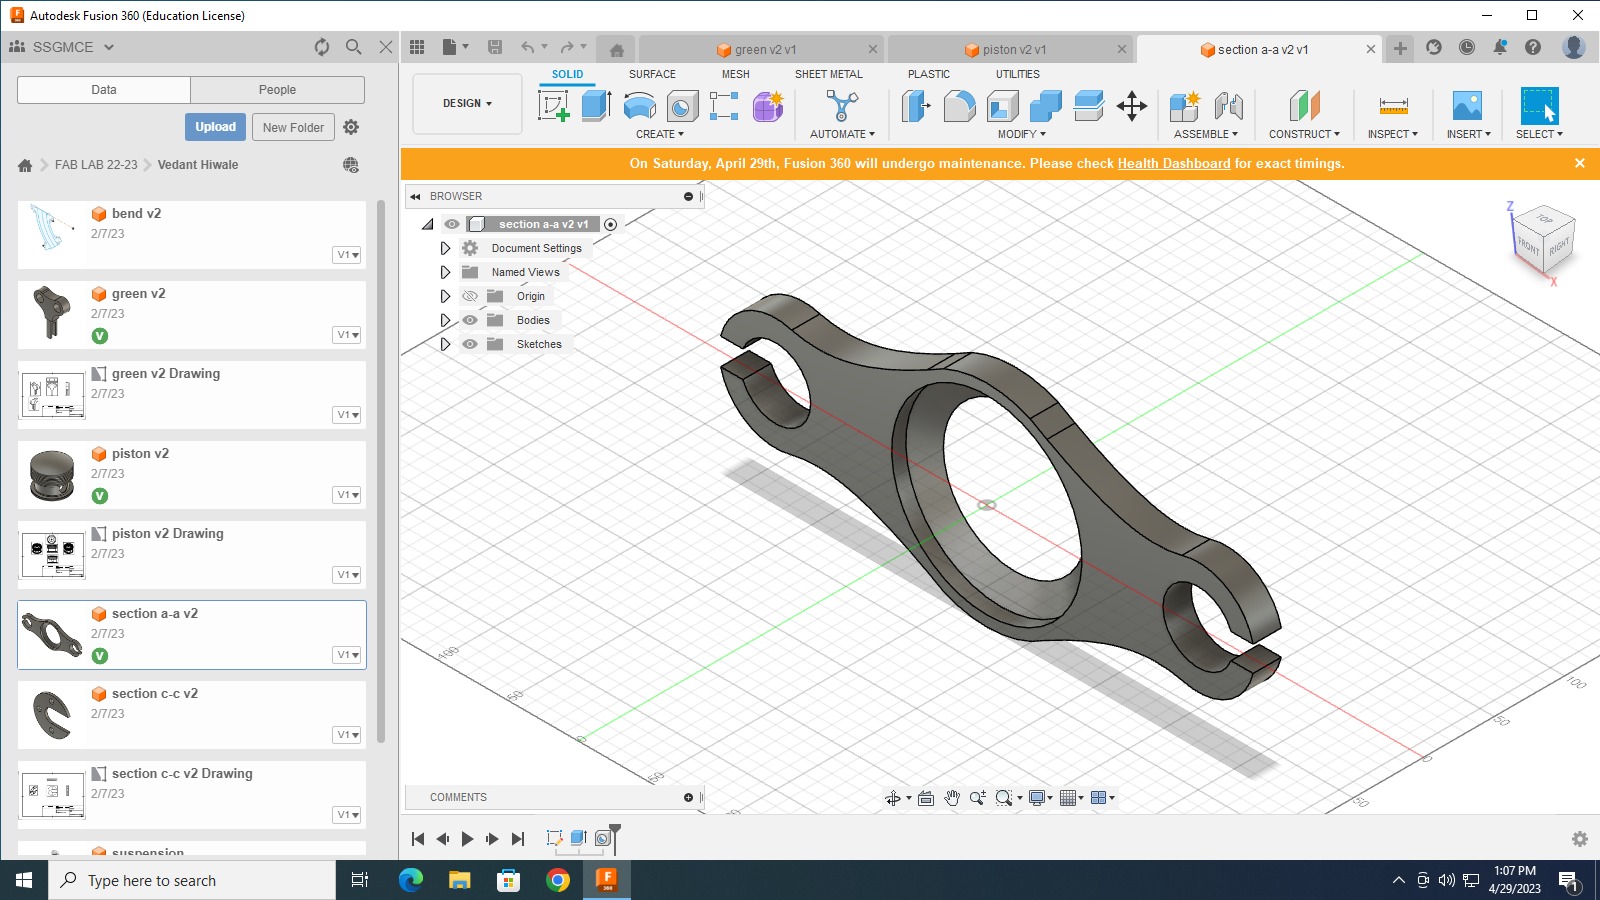 Autodesk Fusion 360 (Education License)
SSGMCE
green v2 v1
piston v2 v1
section a-a v2 v1
Data
People
Upload
New Folder
FAB LAB 22-23
Vedant Hiwale
DESIGN
SOLID
SURFACE
MESH
SHEET METAL
PLASTIC
UTILITIES
CREATE
AUTOMATE
MODIFY
ASSEMBLE
CONSTRUCT
INSPECT
INSERT
SELECT
On Saturday, April 29th, Fusion 360 will undergo maintenance. Please check Health Dashboard for exact timings.
bend v2
2/7/23
V1
green v2
2/7/23
V
V1
green v2 Drawing
2/7/23
V1
piston v2
2/7/23
V
V1
piston v2 Drawing
2/7/23
V1
section a-a v2
2/7/23
V
V1
section c-c v2
2/7/23
V1
section c-c v2 Drawing
2/7/23
V1
suspension
BROWSER
section a-a v2 v1
Document Settings
Named Views
Origin
Bodies
Sketches
Z
TOP
FRONT
RIGHT
X
100
50
0
50
0
50
100
50
COMMENTS
Type here to search
F
360
1:07 PM
4/29/2023
1